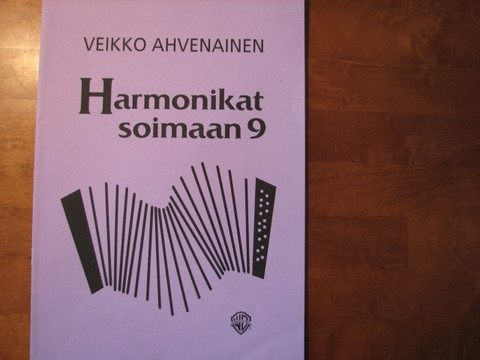 VEIKKO AHVENAINEN
Harmonikat
soimaan 9